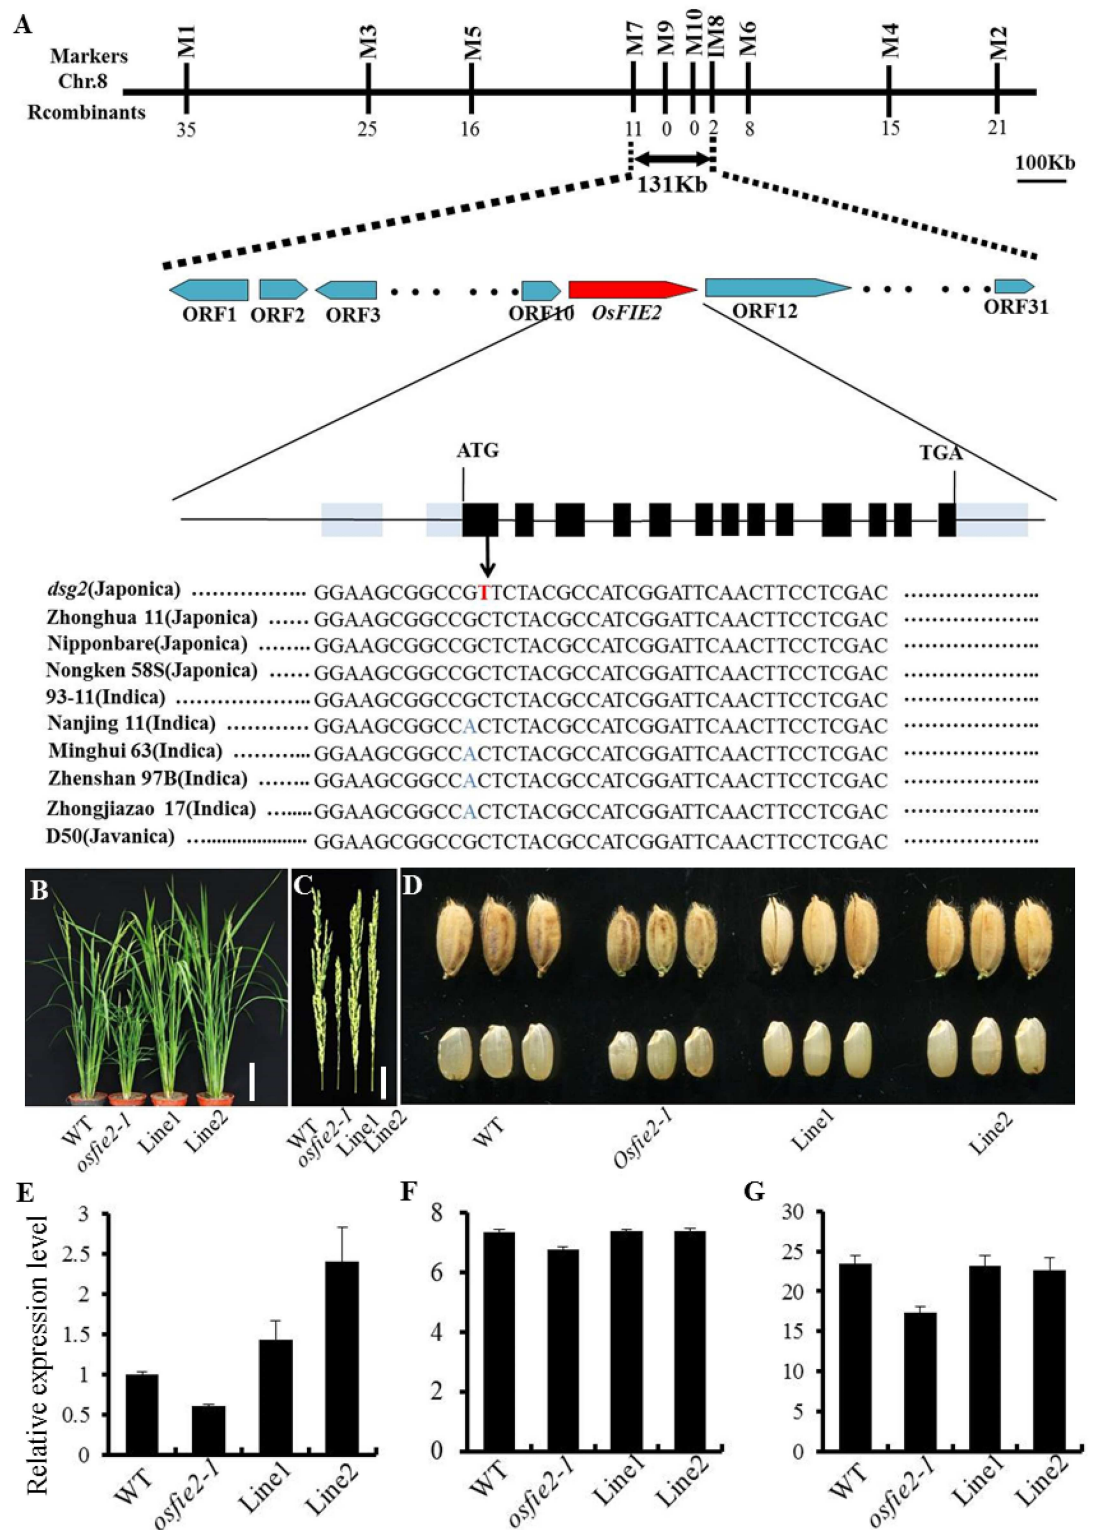 A
M1 M3 M5 M7 M9 M10 IM8 M6 M4 M2
Markers
Chr.8
Rcombinants
35 25 16 11 0 0 2 8 15 21
131Kb
100Kb
ORF1 ORF2 ORF3 ORF10 OsFIE2 ORF12 ORF31
ATG TGA
dsg2(Japonica) GGAAGCGGCCGTTCTACGCCATCGGATTCAACTTCCTCGAC
Zhonghua 11(Japonica) GGAAGCGGCCGCTCTACGCCATCGGATTCAACTTCCTCGAC
Nipponbare(Japonica) GGAAGCGGCCGCTCTACGCCATCGGATTCAACTTCCTCGAC
Nongken 58S(Japonica) GGAAGCGGCCGCTCTACGCCATCGGATTCAACTTCCTCGAC
93-11(Indica) GGAAGCGGCCGCTCTACGCCATCGGATTCAACTTCCTCGAC
Nanjing 11(Indica) GGAAGCGGCCACTCTACGCCATCGGATTCAACTTCCTCGAC
Minghui 63(Indica) GGAAGCGGCCACTCTACGCCATCGGATTCAACTTCCTCGAC
Zhenshan 97B(Indica) GGAAGCGGCCACTCTACGCCATCGGATTCAACTTCCTCGAC
Zhongjiazao 17(Indica) GGAAGCGGCCACTCTACGCCATCGGATTCAACTTCCTCGAC
D50(Javanica) GGAAGCGGCCGCTCTACGCCATCGGATTCAACTTCCTCGAC
B
WT osfie2-1 Line1 Line2
C
WT osfie2-1 Line1 Line2
D
WT Osfie2-1 Line1 Line2
E
Relative expression level
3
2.5
2
1.5
1
0.5
0
WT osfie2-1 Line1 Line2
F
8
6
4
2
0
WT osfie2-1 Line1 Line2
G
30
25
20
15
10
5
0
WT osfie2-1 Line1 Line2